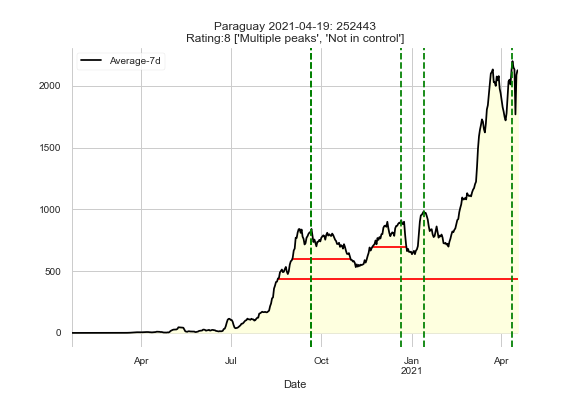 Paraguay 2021-04-19: 252443
Rating:8 ['Multiple peaks', 'Not in control']
Average-7d
2000
1500
1000
500
0
Apr
Jul
Oct
Jan
2021
Apr
Date